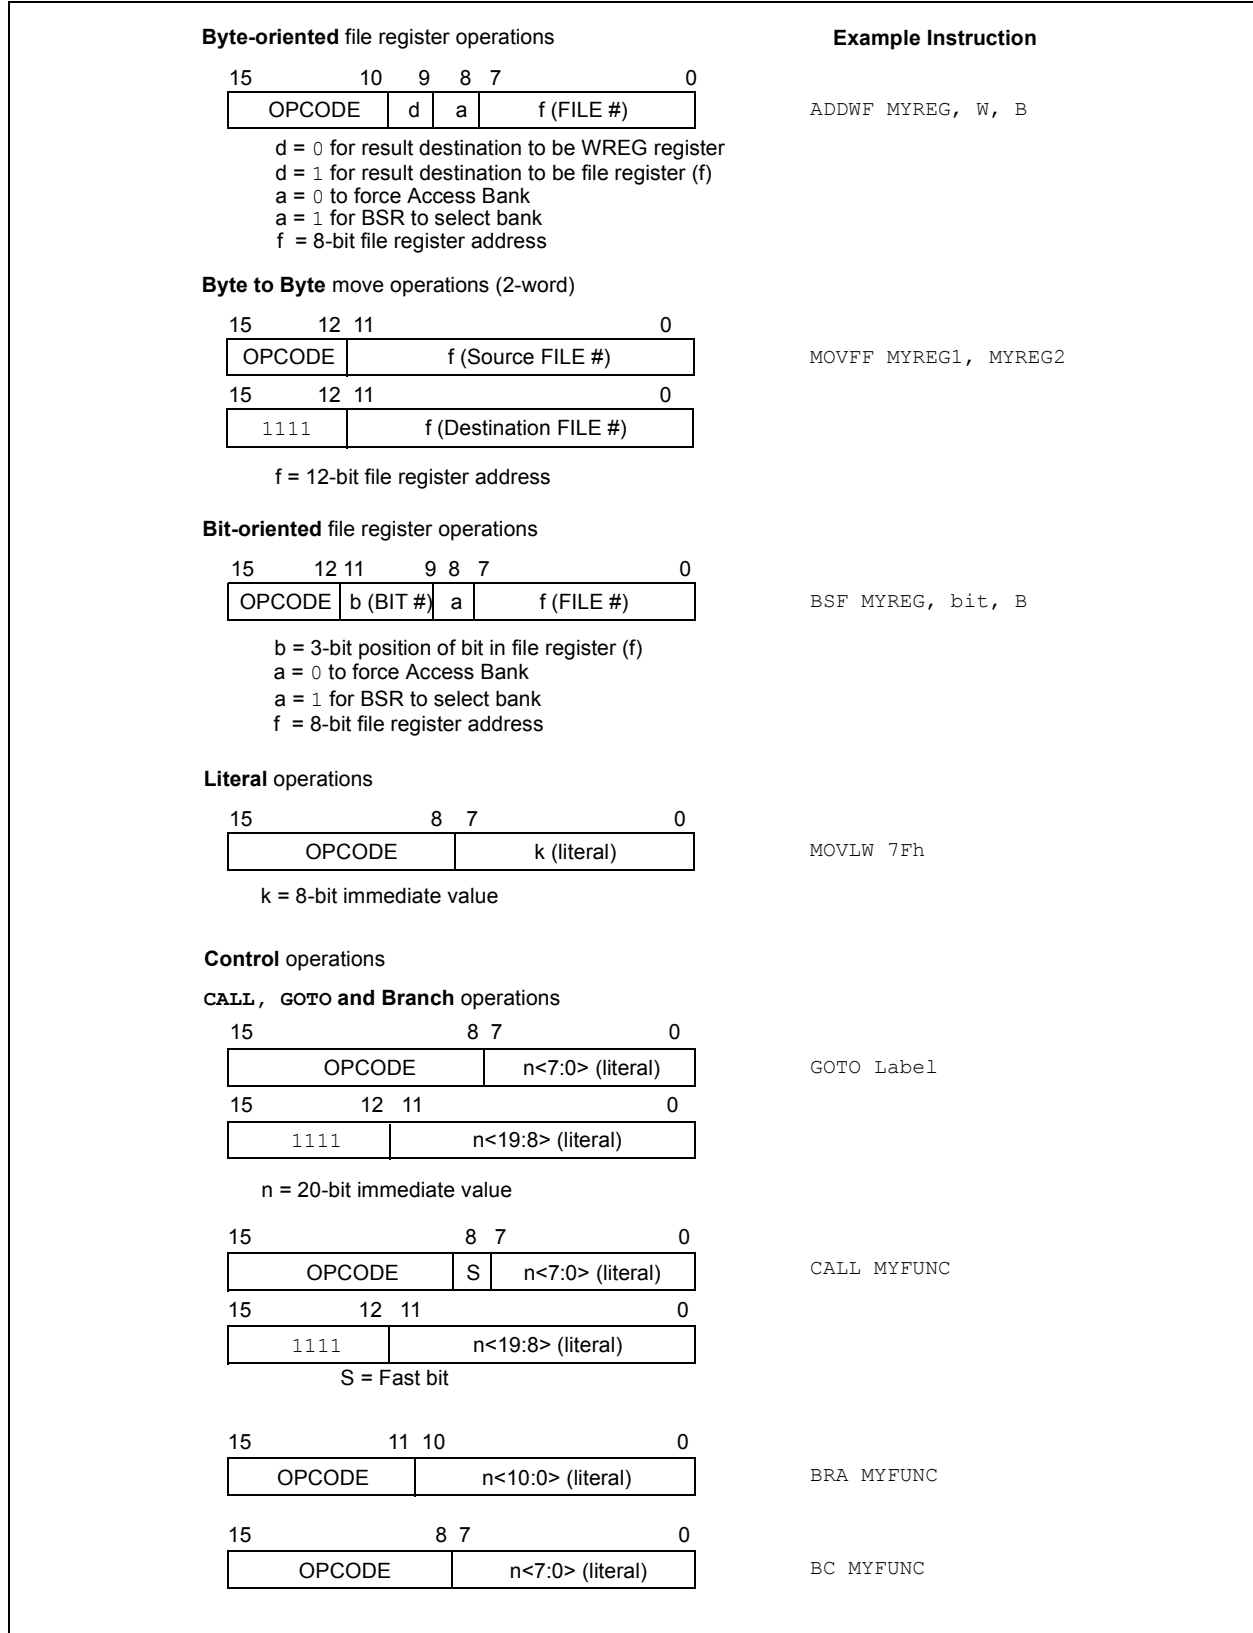 Byte-oriented file register operations Example Instruction
15 10 9 8 7 0
OPCODE d a f (FILE #) ADDWF MYREG, W, B
d = 0 for result destination to be WREG register
d = 1 for result destination to be file register (f)
a = 0 to force Access Bank
a = 1 for BSR to select bank
f = 8-bit file register address
Byte to Byte move operations (2-word)
15 12 11 0
OPCODE f (Source FILE #) MOVFF MYREG1, MYREG2
15 12 11 0
1111 f (Destination FILE #)
f = 12-bit file register address
Bit-oriented file register operations
15 12 11 9 8 7 0
OPCODE b (BIT #) a f (FILE #) BSF MYREG, bit, B
b = 3-bit position of bit in file register (f)
a = 0 to force Access Bank
a = 1 for BSR to select bank
f = 8-bit file register address
Literal operations
15 8 7 0
OPCODE k (literal) MOVLW 7Fh
k = 8-bit immediate value
Control operations
CALL, GOTO and Branch operations
15 8 7 0
OPCODE n<7:0> (literal) GOTO Label
15 12 11 0
1111 n<19:8> (literal)
n = 20-bit immediate value
15 8 7 0
OPCODE S n<7:0> (literal) CALL MYFUNC
15 12 11 0
1111 n<19:8> (literal)
S = Fast bit
15 11 10 0
OPCODE n<10:0> (literal) BRA MYFUNC
15 8 7 0
OPCODE n<7:0> (literal) BC MYFUNC